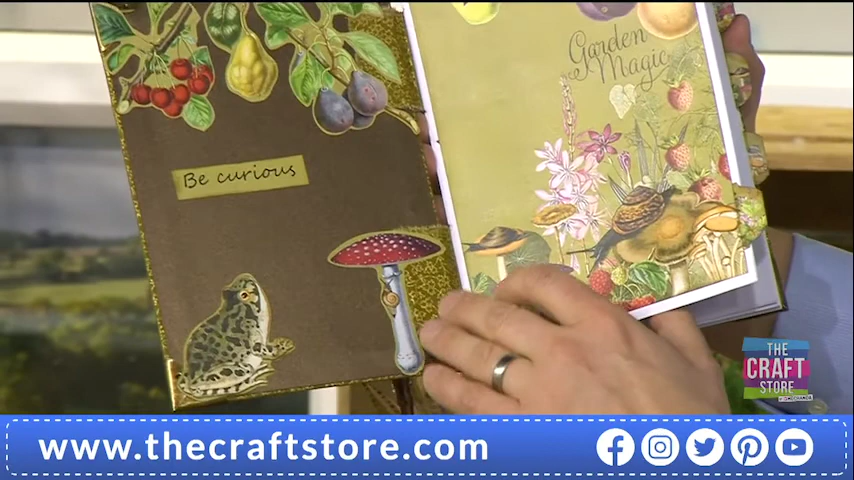 Garden
Magic
Be curious
THE
CRAFT
STORE
www.thecraftstore.com